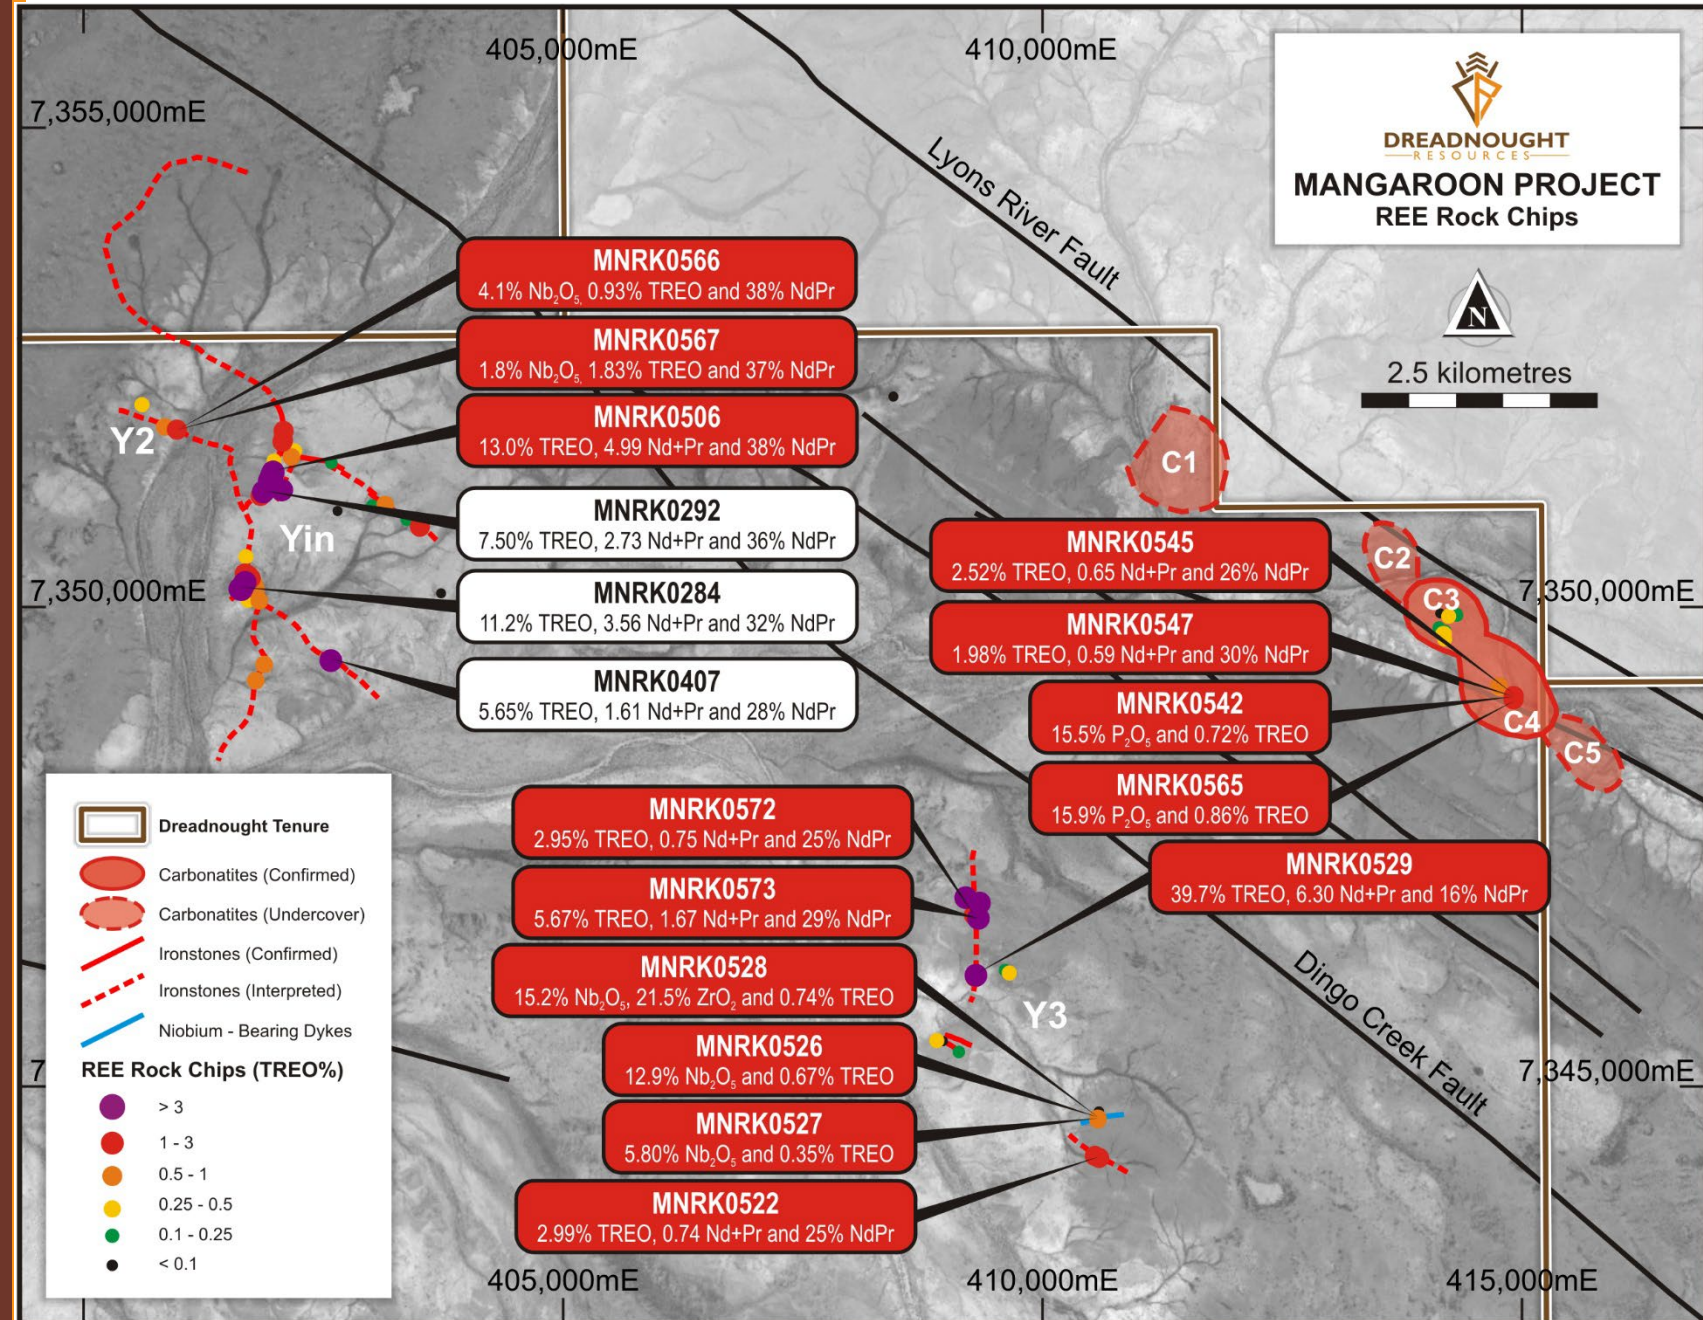 405,000mE
410,000mE
7,355,000mE
DREADNOUGHT
RESOURCES
MANGAROON PROJECT
REE Rock Chips
N
2.5 kilometres
Lyons River Fault
MNRK0566
4.1% Nb₂O₅, 0.93% TREO and 38% NdPr
MNRK0567
1.8% Nb₂O₅, 1.83% TREO and 37% NdPr
MNRK0506
13.0% TREO, 4.99 Nd+Pr and 38% NdPr
MNRK0292
7.50% TREO, 2.73 Nd+Pr and 36% NdPr
MNRK0284
11.2% TREO, 3.56 Nd+Pr and 32% NdPr
MNRK0407
5.65% TREO, 1.61 Nd+Pr and 28% NdPr
Y2
Yin
7,350,000mE
C1
C2
C3
C4
C5
7,350,000mE
MNRK0545
2.52% TREO, 0.65 Nd+Pr and 26% NdPr
MNRK0547
1.98% TREO, 0.59 Nd+Pr and 30% NdPr
MNRK0542
15.5% P₂O₅ and 0.72% TREO
MNRK0565
15.9% P₂O₅ and 0.86% TREO
MNRK0529
39.7% TREO, 6.30 Nd+Pr and 16% NdPr
MNRK0572
2.95% TREO, 0.75 Nd+Pr and 25% NdPr
MNRK0573
5.67% TREO, 1.67 Nd+Pr and 29% NdPr
MNRK0528
15.2% Nb₂O₅, 21.5% ZrO₂ and 0.74% TREO
MNRK0526
12.9% Nb₂O₅ and 0.67% TREO
MNRK0527
5.80% Nb₂O₅ and 0.35% TREO
MNRK0522
2.99% TREO, 0.74 Nd+Pr and 25% NdPr
Y3
Dingo Creek Fault
7,345,000mE
7
Dreadnought Tenure
Carbonatites (Confirmed)
Carbonatites (Undercover)
Ironstones (Confirmed)
Ironstones (Interpreted)
Niobium - Bearing Dykes
REE Rock Chips (TREO%)
> 3
1 - 3
0.5 - 1
0.25 - 0.5
0.1 - 0.25
< 0.1
405,000mE
410,000mE
415,000mE